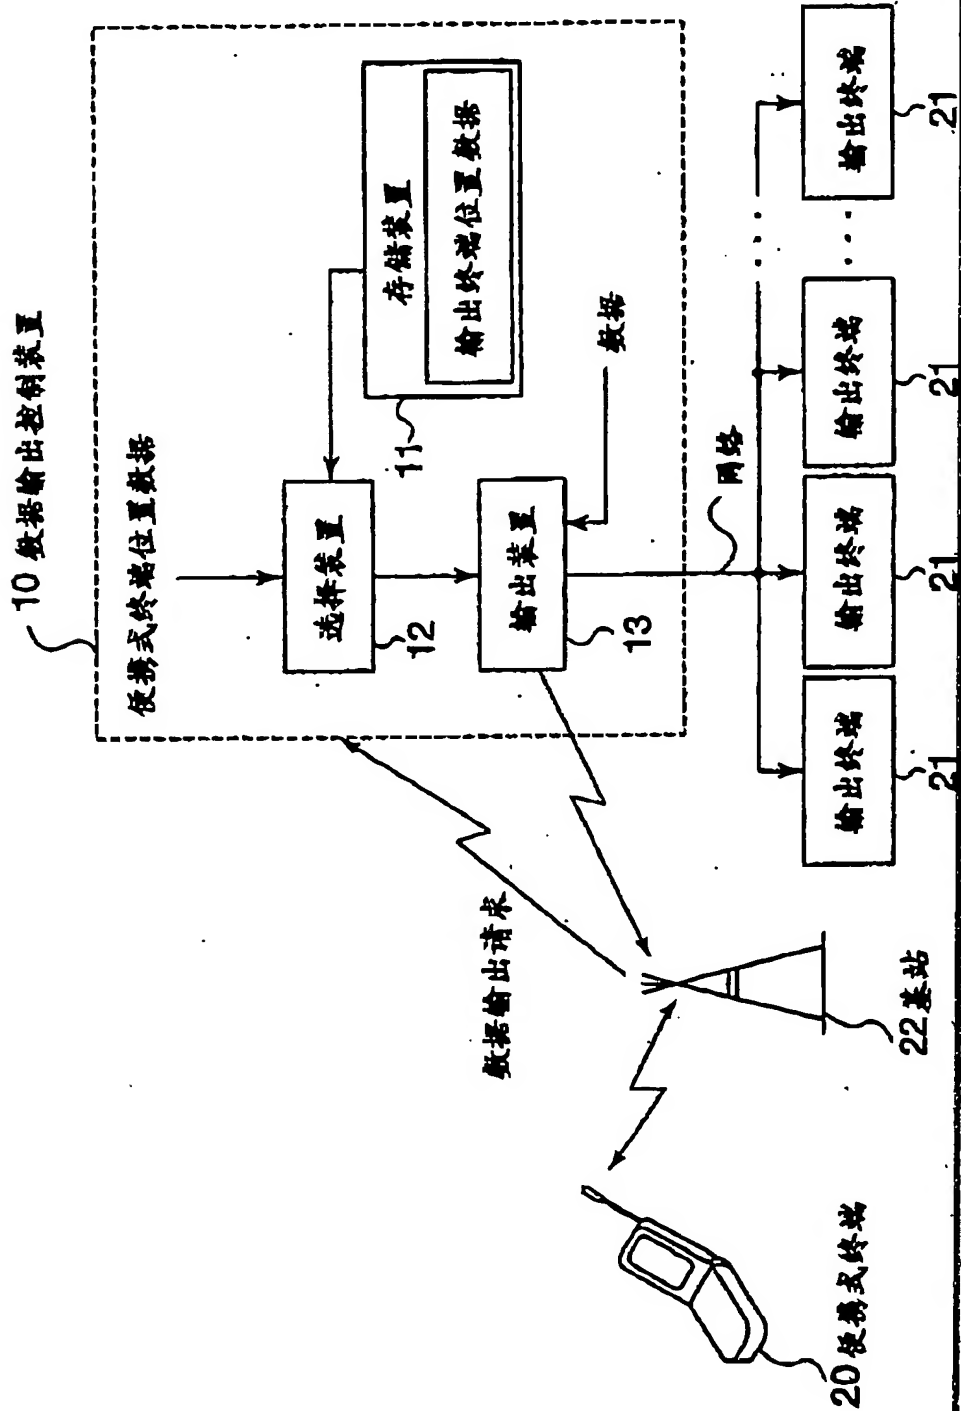 10 数据输出控制装置
便携式终端位置数据
存储装置
输出终端位置数据
11
选择装置
12
数据
输出装置
13
网络
数据输出请求
输出终端
输出终端
输出终端
输出终端
21
21
21
21
22 基站
20 便携式终端